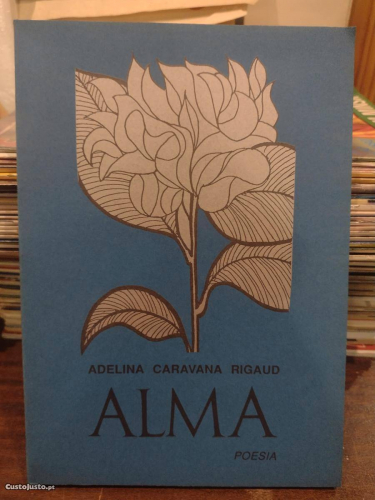 ADELINA CARAVANA RIGAUD
ALMA
POESIA
CustoJusto.pt